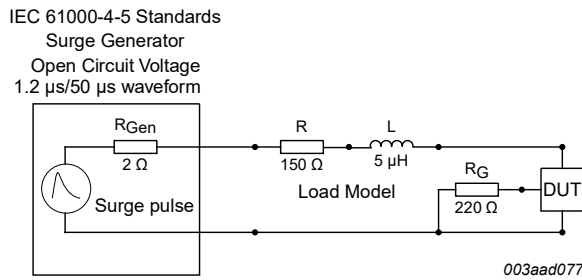 IEC 61000-4-5 Standards
Surge Generator
Open Circuit Voltage
1.2 μs/50 μs waveform
RGen
2 Ω
Surge pulse
R
150 Ω
L
5 μH
Load Model
RG
220 Ω
DUT
003aad077